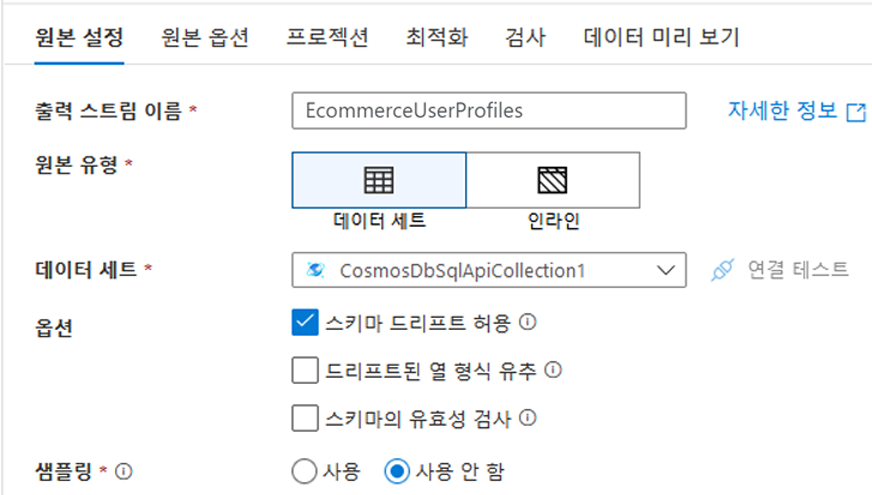 원본 설정 원본 옵션 프로젝션 최적화 검사 데이터 미리 보기
출력 스트림 이름 * EcommerceUserProfiles 자세한 정보
원본 유형 *
데이터 세트 인라인
데이터 세트 * CosmosDbSqlApiCollection1 연결 테스트
옵션 스키마 드리프트 허용
드리프트된 열 형식 유추
스키마의 유효성 검사
샘플링 * 사용 사용 안 함